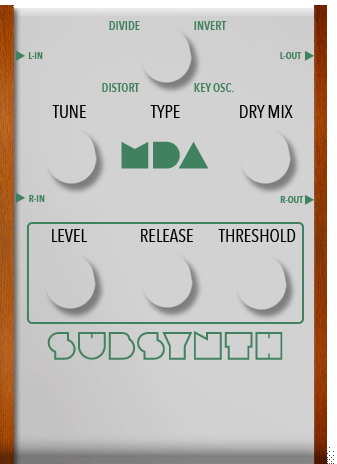 DIVIDE INVERT
L-IN L-OUT
DISTORT KEY OSC.
TUNE TYPE DRY MIX
MDA
R-IN R-OUT
LEVEL RELEASE THRESHOLD
SUBSYNTH